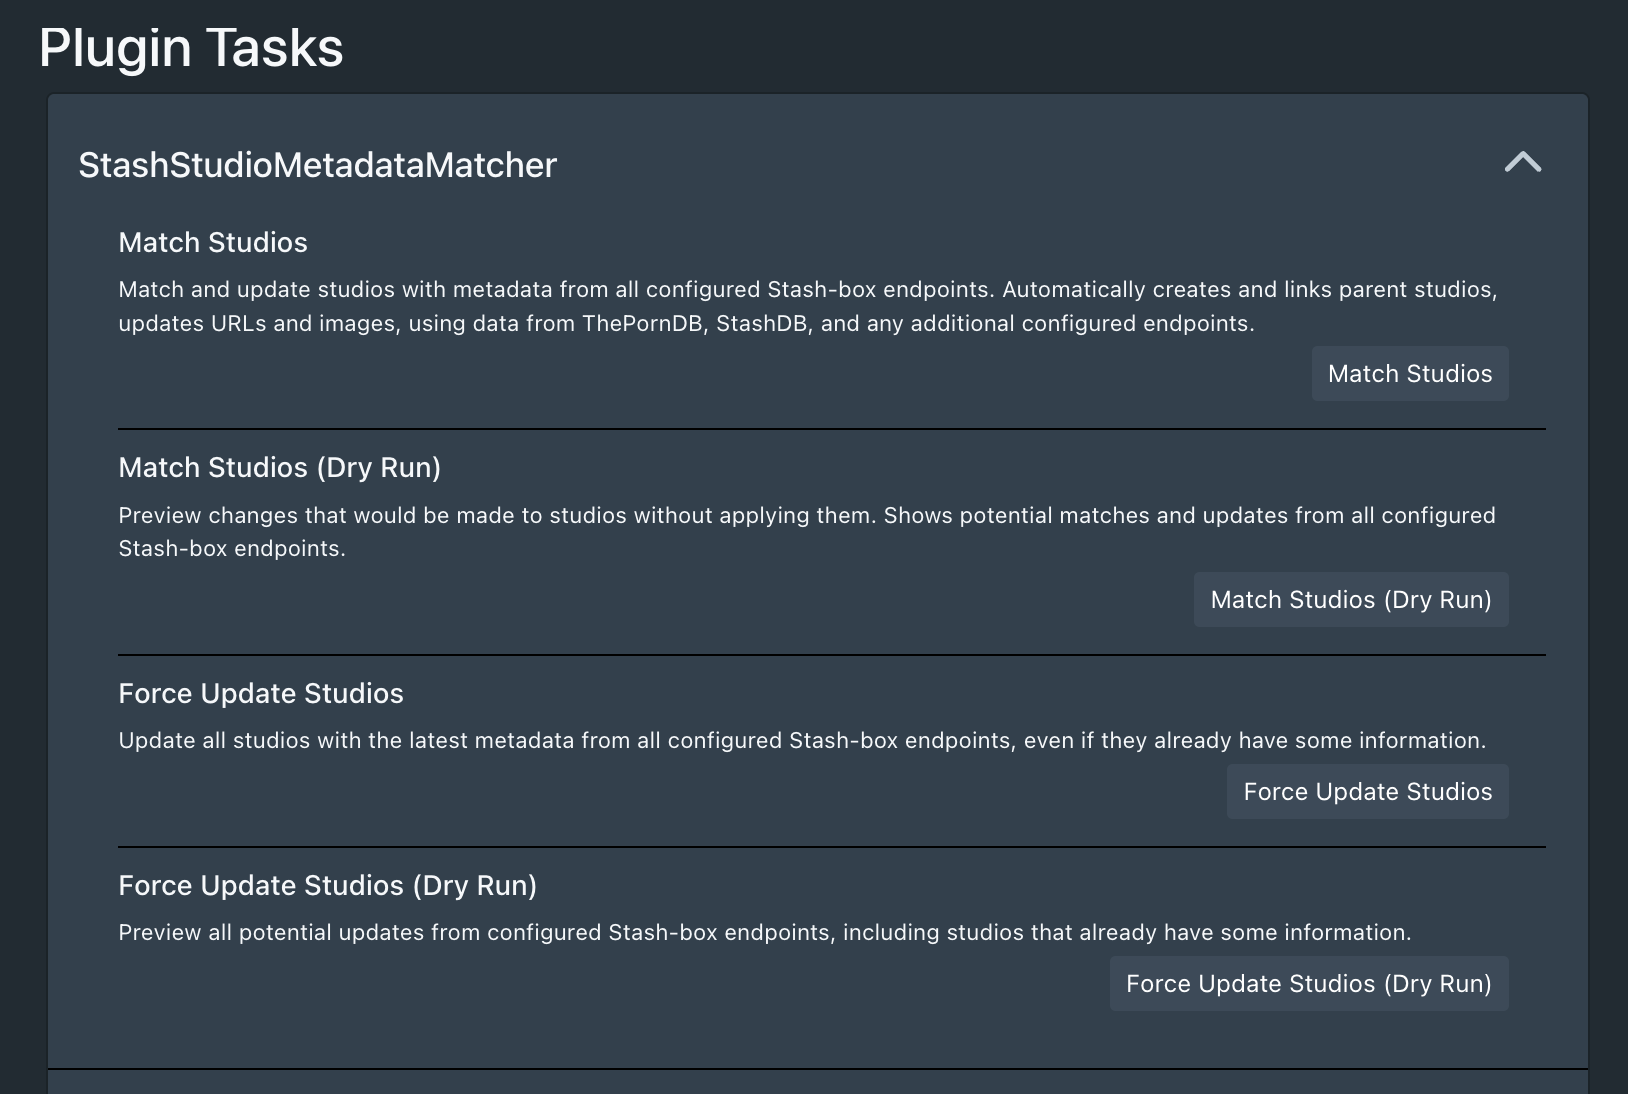 Plugin Tasks
StashStudioMetadataMatcher
Match Studios
Match and update studios with metadata from all configured Stash-box endpoints. Automatically creates and links parent studios,
updates URLs and images, using data from ThePornDB, StashDB, and any additional configured endpoints.
Match Studios
Match Studios (Dry Run)
Preview changes that would be made to studios without applying them. Shows potential matches and updates from all configured
Stash-box endpoints.
Match Studios (Dry Run)
Force Update Studios
Update all studios with the latest metadata from all configured Stash-box endpoints, even if they already have some information.
Force Update Studios
Force Update Studios (Dry Run)
Preview all potential updates from configured Stash-box endpoints, including studios that already have some information.
Force Update Studios (Dry Run)